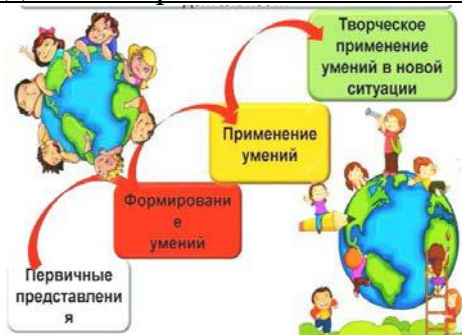 Творческое
применение
умений в новой
ситуации
Применение
умений
Формировани
е
умений
Первичные
представлени
я